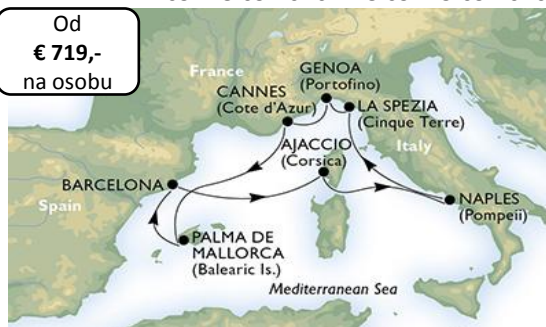 Od
€ 719,-
na osobu
France
GENOA
(Portofino)
CANNES
(Cote d'Azur)
LA SPEZIA
(Cinque Terre)
AJACCIO
(Corsica)
Italy
BARCELONA
Spain
NAPLES
(Pompeii)
PALMA DE
MALLORCA
(Balearic Is.)
Mediterranean Sea